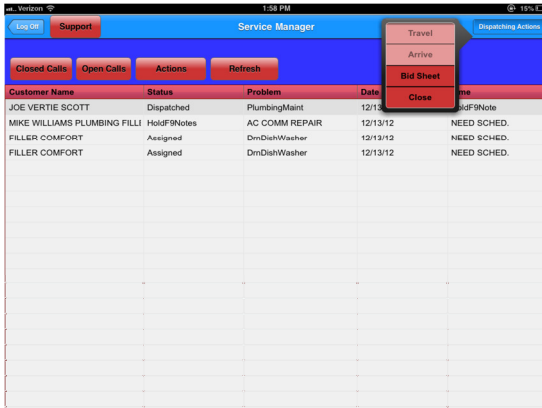 Verizon 1:58 PM 15%
Log Off Support Service Manager Dispatching Actions
Travel
Arrive
Bid Sheet
Close
Closed Calls Open Calls Actions Refresh
Customer Name Status Problem Date
JOE VERTIE SCOTT Dispatched PlumbingMaint 12/13 HoldF9Note
MIKE WILLIAMS PLUMBING FILLI HoldF9Notes AC COMM REPAIR 12/13/12 NEED SCHED.
FILLER COMFORT Assigned DrnDishWasher 12/13/12 NEED SCHED.
FILLER COMFORT Assigned DrnDishWasher 12/13/12 NEED SCHED.